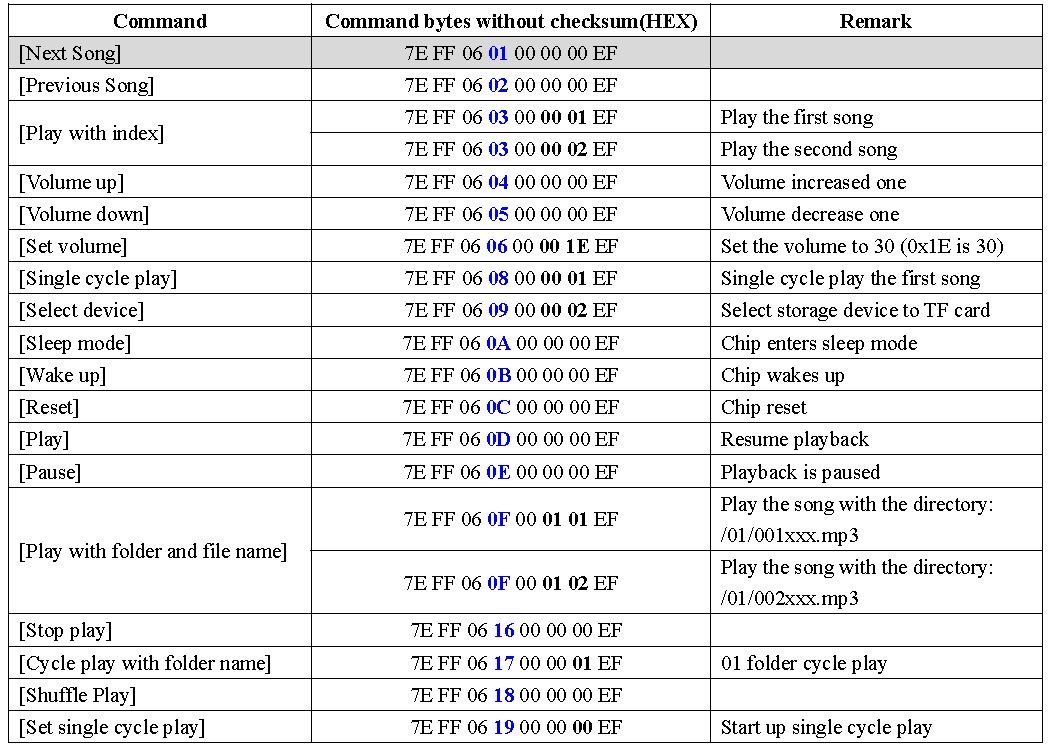 Command Command bytes without checksum(HEX) Remark
[Next Song] 7E FF 06 01 00 00 00 EF
[Previous Song] 7E FF 06 02 00 00 00 EF
[Play with index] 7E FF 06 03 00 00 01 EF Play the first song
7E FF 06 03 00 00 02 EF Play the second song
[Volume up] 7E FF 06 04 00 00 00 EF Volume increased one
[Volume down] 7E FF 06 05 00 00 00 EF Volume decrease one
[Set volume] 7E FF 06 06 00 00 1E EF Set the volume to 30 (0x1E is 30)
[Single cycle play] 7E FF 06 08 00 00 01 EF Single cycle play the first song
[Select device] 7E FF 06 09 00 00 02 EF Select storage device to TF card
[Sleep mode] 7E FF 06 0A 00 00 00 EF Chip enters sleep mode
[Wake up] 7E FF 06 0B 00 00 00 EF Chip wakes up
[Reset] 7E FF 06 0C 00 00 00 EF Chip reset
[Play] 7E FF 06 0D 00 00 00 EF Resume playback
[Pause] 7E FF 06 0E 00 00 00 EF Playback is paused
[Play with folder and file name] 7E FF 06 0F 00 01 01 EF Play the song with the directory:
/01/001xxx.mp3
7E FF 06 0F 00 01 02 EF Play the song with the directory:
/01/002xxx.mp3
[Stop play] 7E FF 06 16 00 00 00 EF
[Cycle play with folder name] 7E FF 06 17 00 00 01 EF 01 folder cycle play
[Shuffle Play] 7E FF 06 18 00 00 00 EF
[Set single cycle play] 7E FF 06 19 00 00 00 EF Start up single cycle play